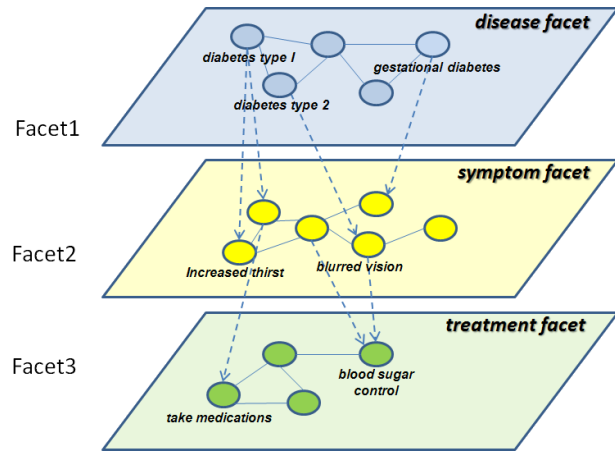 disease facet
diabetes type I
gestational diabetes
diabetes type 2
Facet1
symptom facet
Facet2
Increased thirst
blurred vision
treatment facet
Facet3
blood sugar
control
take medications